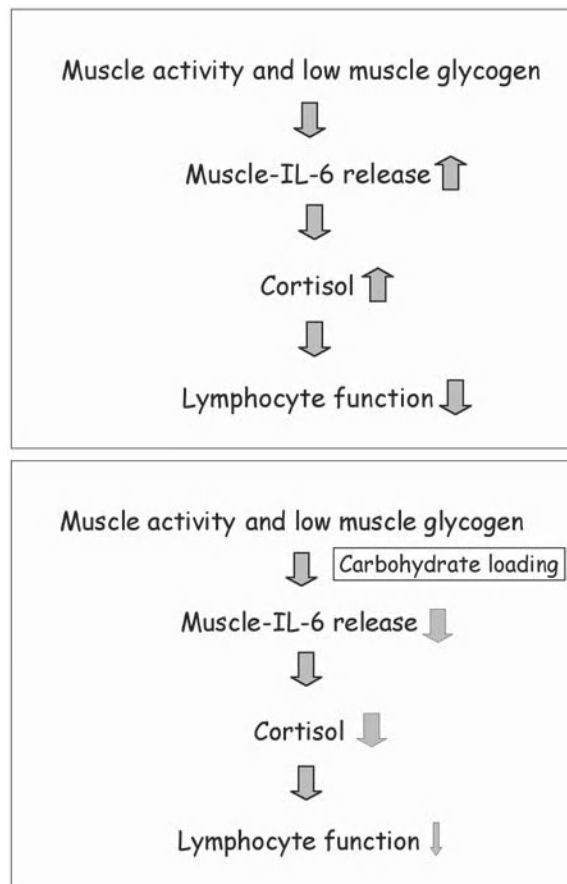 Muscle activity and low muscle glycogen
Muscle-IL-6 release
Cortisol
Lymphocyte function
Muscle activity and low muscle glycogen
Carbohydrate loading
Muscle-IL-6 release
Cortisol
Lymphocyte function